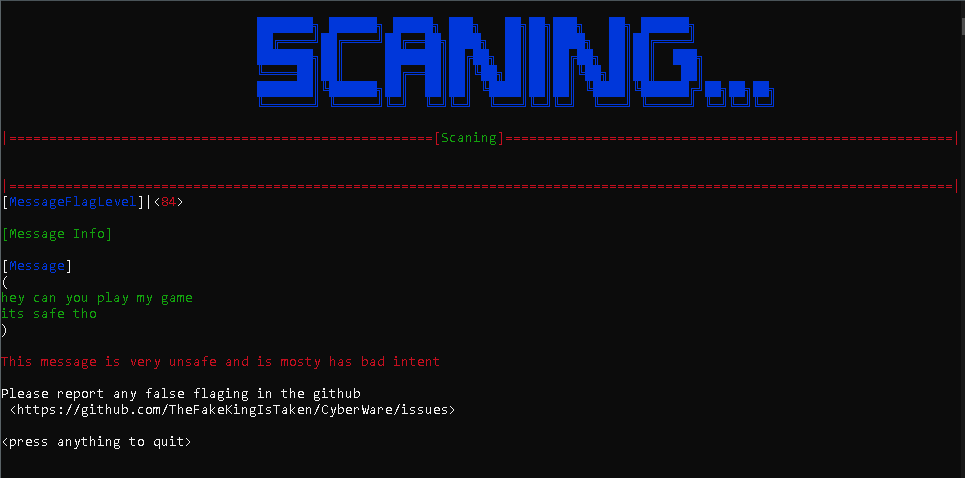 SCANING...
|=====================================================[Scaning]========================================================|
|======================================================================================================================|
[MessageFlagLevel]|<84>
[Message Info]
[Message]
(
hey can you play my game
its safe tho
)
This message is very unsafe and is mosty has bad intent
Please report any false flaging in the github
<https://github.com/TheFakeKingIsTaken/CyberWare/issues>
<press anything to quit>